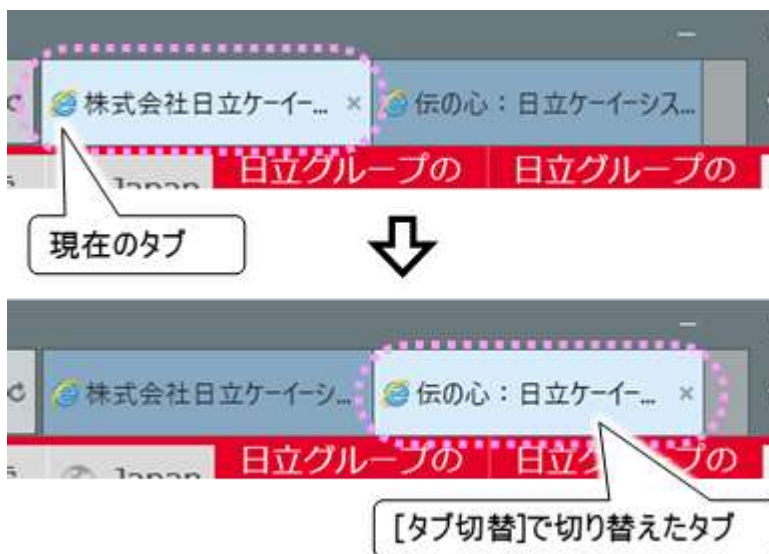 株式会社日立ケーイー... × 伝の心：日立ケーイーシス...
Japan 日立グループの 日立グループの
現在のタブ
株式会社日立ケーイーシ... 伝の心：日立ケーイー... ×
Japan 日立グループの 日立グループの
[タブ切替]で切り替えたタブ